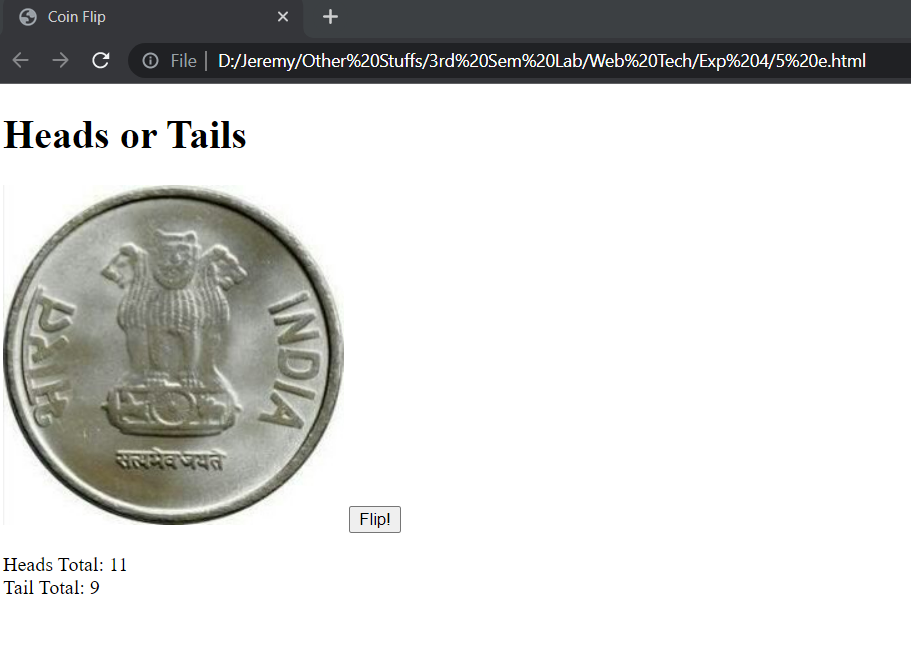 Coin Flip
File
D:/Jeremy/Other%20Stuffs/3rd%20Sem%20Lab/Web%20Tech/Exp%204/5%20e.html
Heads or Tails
भारत
INDIA
सत्यमेव जयते
Flip!
Heads Total: 11
Tail Total: 9